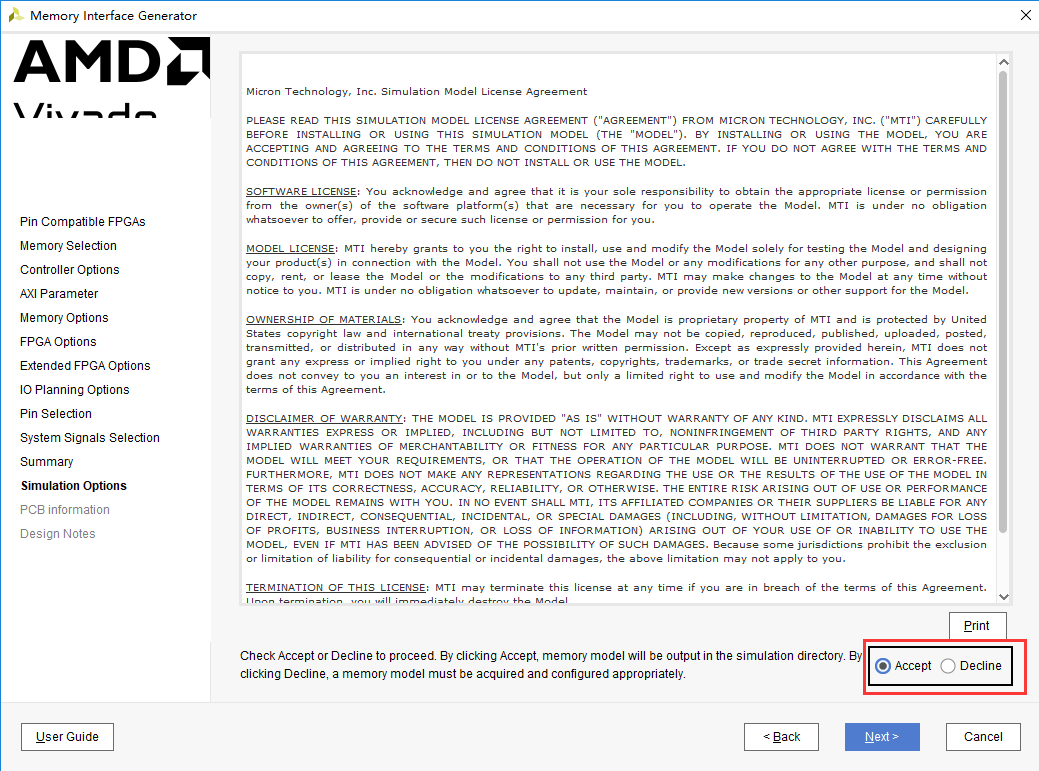 Memory Interface Generator
AMD
Vivado
Pin Compatible FPGAs
Memory Selection
Controller Options
AXI Parameter
Memory Options
FPGA Options
Extended FPGA Options
IO Planning Options
Pin Selection
System Signals Selection
Summary
Simulation Options
PCB information
Design Notes
Micron Technology, Inc. Simulation Model License Agreement
PLEASE READ THIS SIMULATION MODEL LICENSE AGREEMENT ("AGREEMENT") FROM MICRON TECHNOLOGY, INC. ("MTI") CAREFULLY
BEFORE INSTALLING OR USING THIS SIMULATION MODEL (THE "MODEL"). BY INSTALLING OR USING THE MODEL, YOU ARE
ACCEPTING AND AGREEING TO THE TERMS AND CONDITIONS OF THIS AGREEMENT. IF YOU DO NOT AGREE WITH THE TERMS AND
CONDITIONS OF THIS AGREEMENT, THEN DO NOT INSTALL OR USE THE MODEL.
SOFTWARE LICENSE: You acknowledge and agree that it is your sole responsibility to obtain the appropriate license or permission
from the owner(s) of the software platform(s) that are necessary for you to operate the Model. MTI is under no obligation
whatsoever to offer, provide or secure such license or permission for you.
MODEL LICENSE: MTI hereby grants to you the right to install, use and modify the Model solely for testing the Model and designing
your product(s) in connection with the Model. You shall not use the Model or any modifications for any other purpose, and shall not
copy, rent, or lease the Model or the modifications to any third party. MTI may make changes to the Model at any time without
notice to you. MTI is under no obligation whatsoever to update, maintain, or provide new versions or other support for the Model.
OWNERSHIP OF MATERIALS: You acknowledge and agree that the Model is proprietary property of MTI and is protected by United
States copyright law and international treaty provisions. The Model may not be copied, reproduced, published, uploaded, posted,
transmitted, or distributed in any way without MTI's prior written permission. Except as expressly provided herein, MTI does not
grant any express or implied right to you under any patents, copyrights, trademarks, or trade secret information. This Agreement
does not convey to you an interest in or to the Model, but only a limited right to use and modify the Model in accordance with the
terms of this Agreement.
DISCLAIMER OF WARRANTY: THE MODEL IS PROVIDED "AS IS" WITHOUT WARRANTY OF ANY KIND. MTI EXPRESSLY DISCLAIMS ALL
WARRANTIES EXPRESS OR IMPLIED, INCLUDING BUT NOT LIMITED TO, NONINFRINGEMENT OF THIRD PARTY RIGHTS, AND ANY
IMPLIED WARRANTIES OF MERCHANTABILITY OR FITNESS FOR ANY PARTICULAR PURPOSE. MTI DOES NOT WARRANT THAT THE
MODEL WILL MEET YOUR REQUIREMENTS, OR THAT THE OPERATION OF THE MODEL WILL BE UNINTERRUPTED OR ERROR-FREE.
FURTHERMORE, MTI DOES NOT MAKE ANY REPRESENTATIONS REGARDING THE USE OR THE RESULTS OF THE USE OF THE MODEL IN
TERMS OF ITS CORRECTNESS, ACCURACY, RELIABILITY, OR OTHERWISE. THE ENTIRE RISK ARISING OUT OF USE OR PERFORMANCE
OF THE MODEL REMAINS WITH YOU. IN NO EVENT SHALL MTI, ITS AFFILIATED COMPANIES OR THEIR SUPPLIERS BE LIABLE FOR ANY
DIRECT, INDIRECT, CONSEQUENTIAL, INCIDENTAL, OR SPECIAL DAMAGES (INCLUDING, WITHOUT LIMITATION, DAMAGES FOR LOSS
OF PROFITS, BUSINESS INTERRUPTION, OR LOSS OF INFORMATION) ARISING OUT OF YOUR USE OF OR INABILITY TO USE THE
MODEL, EVEN IF MTI HAS BEEN ADVISED OF THE POSSIBILITY OF SUCH DAMAGES. Because some jurisdictions prohibit the exclusion
or limitation of liability for consequential or incidental damages, the above limitation may not apply to you.
TERMINATION OF THIS LICENSE: MTI may terminate this license at any time if you are in breach of the terms of this Agreement.
Upon termination, you will immediately destroy the Model.
Print
Check Accept or Decline to proceed. By clicking Accept, memory model will be output in the simulation directory. By
clicking Decline, a memory model must be acquired and configured appropriately.
Accept Decline
User Guide
< Back
Next >
Cancel